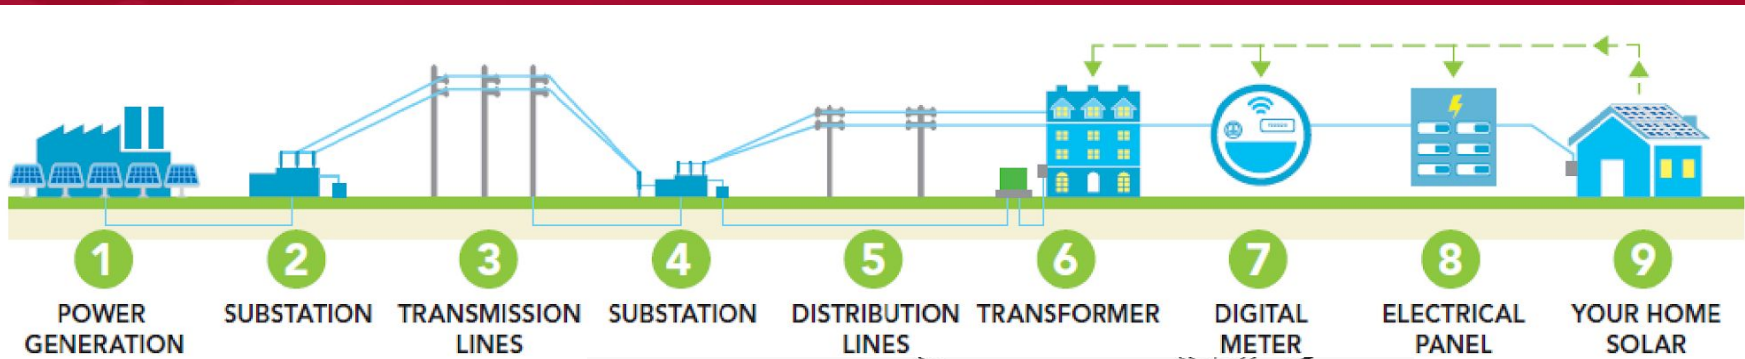 1
POWER
GENERATION
2
SUBSTATION
3
TRANSMISSION
LINES
4
SUBSTATION
5
DISTRIBUTION
LINES
6
TRANSFORMER
7
DIGITAL
METER
8
ELECTRICAL
PANEL
9
YOUR HOME
SOLAR